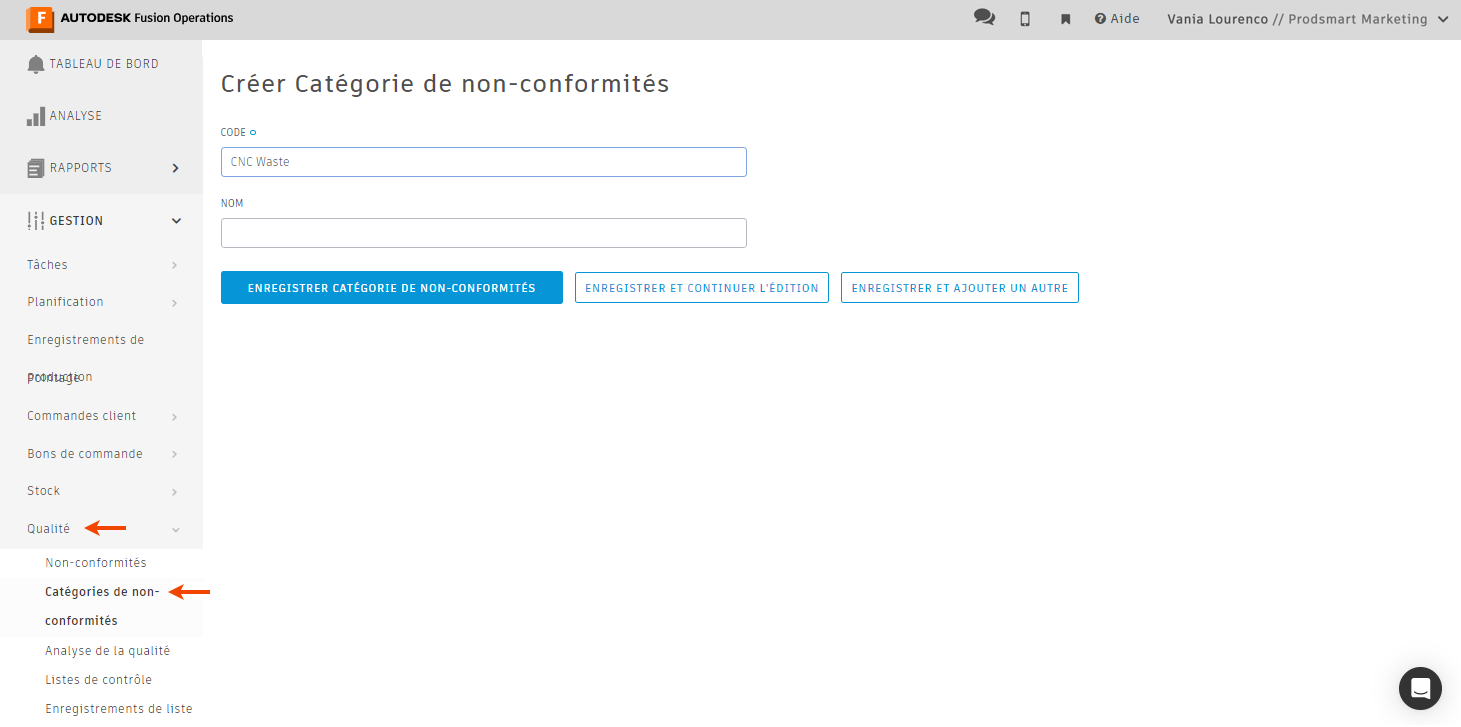 F AUTODESK Fusion Operations
Aide
Vania Lourenco // Prodsmart Marketing
TABLEAU DE BORD
ANALYSE
RAPPORTS
GESTION
Tâches
Planification
Enregistrements de
production
Pointage
Commandes client
Bons de commande
Stock
Qualité
Non-conformités
Catégories de non-
conformités
Analyse de la qualité
Listes de contrôle
Enregistrements de liste
Créer Catégorie de non-conformités
CODE
CNC Waste
NOM
ENREGISTRER CATÉGORIE DE NON-CONFORMITÉS
ENREGISTRER ET CONTINUER L'ÉDITION
ENREGISTRER ET AJOUTER UN AUTRE